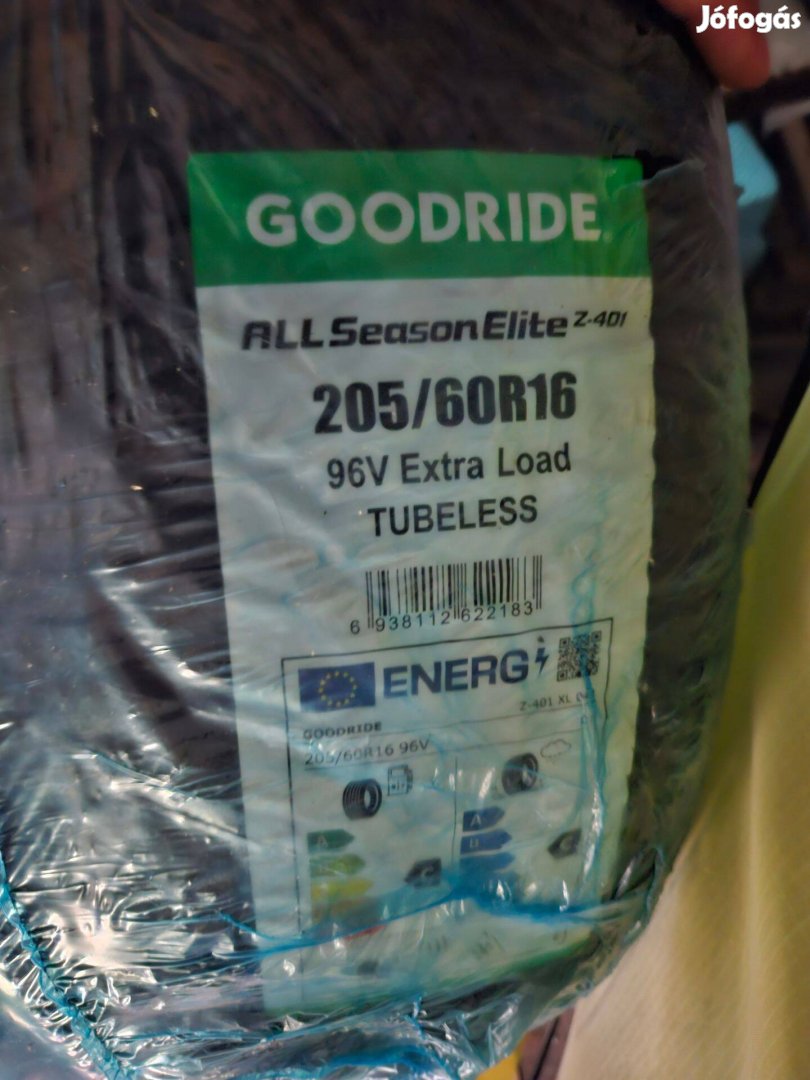 Jófogás
GOODRIDE
ALL Season Elite Z-401
205/60R16
96V Extra Load
TUBELESS
6 938112 622183
ENERG
GOODRIDE
Z-401 XL
205/60R16 96V
A
A
B
C
C